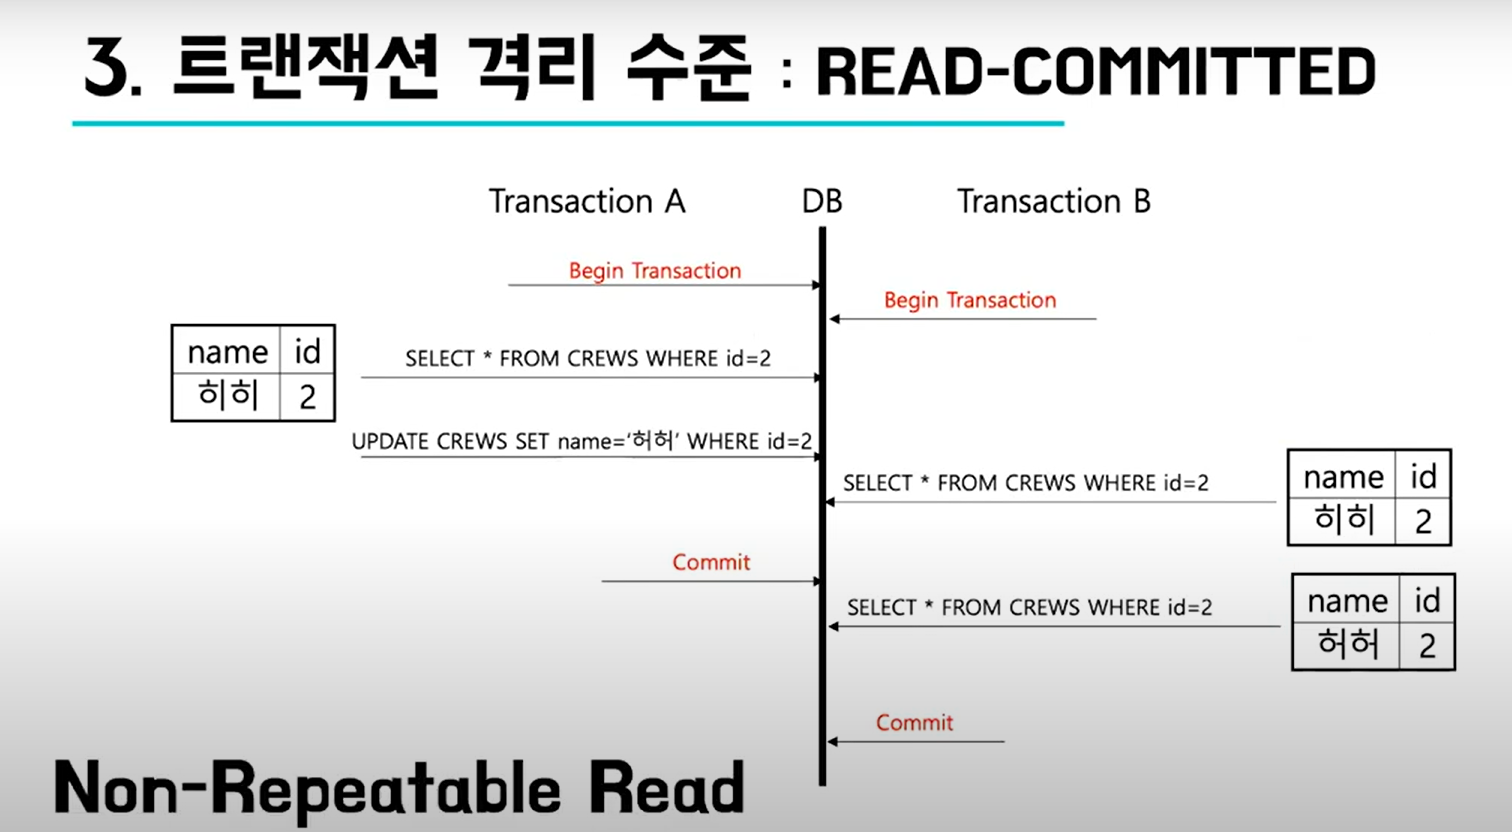 3. 트랜잭션 격리 수준 : READ-COMMITTED
Transaction A DB Transaction B
Begin Transaction
Begin Transaction
name id
히히 2
SELECT * FROM CREWS WHERE id=2
UPDATE CREWS SET name=‘허허’ WHERE id=2
SELECT * FROM CREWS WHERE id=2
name id
히히 2
Commit
SELECT * FROM CREWS WHERE id=2
name id
허허 2
Commit
Non-Repeatable Read